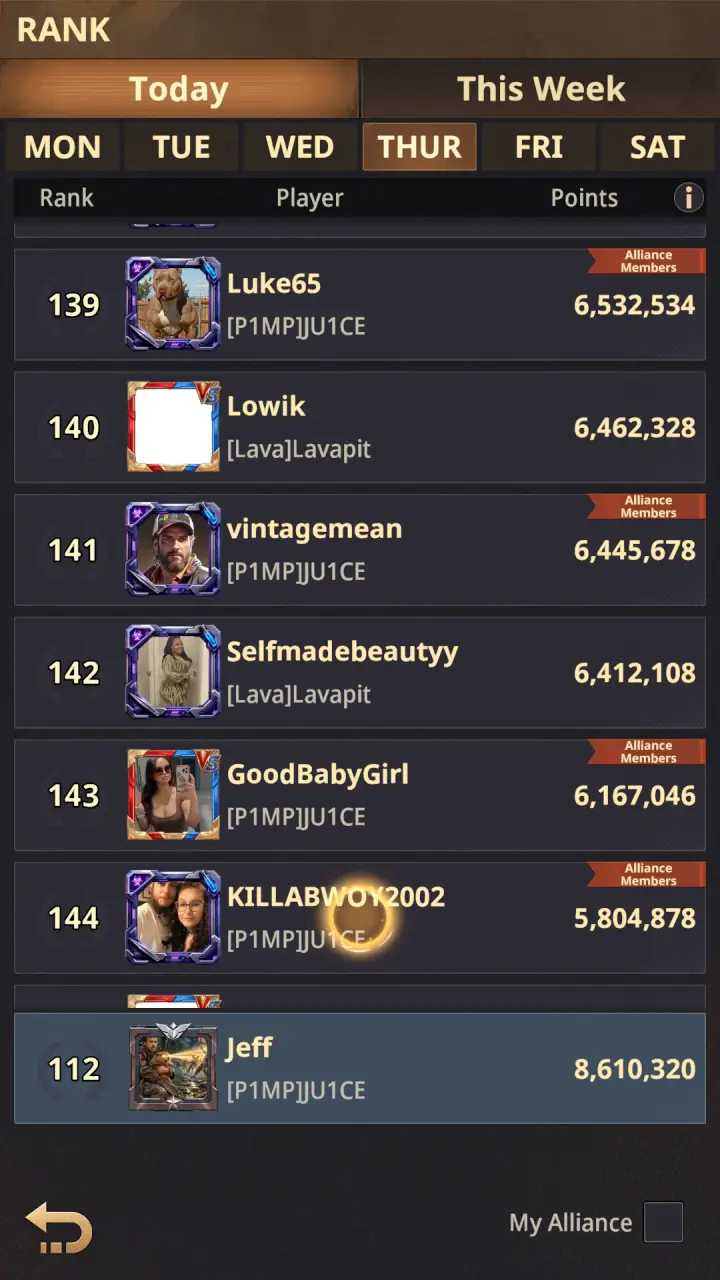 RANK
Today
This Week
MON TUE WED THUR FRI SAT
Rank Player Points i
Alliance
Members
139 Luke65 6,532,534
[P1MP]JU1CE
140 Lowik 6,462,328
[Lava]Lavapit
Alliance
Members
141 vintagemean 6,445,678
[P1MP]JU1CE
142 Selfmadebeautyy 6,412,108
[Lava]Lavapit
Alliance
Members
143 GoodBabyGirl 6,167,046
[P1MP]JU1CE
Alliance
Members
144 KILLABWOY2002 5,804,878
[P1MP]JU1CE
112 Jeff 8,610,320
[P1MP]JU1CE
My Alliance